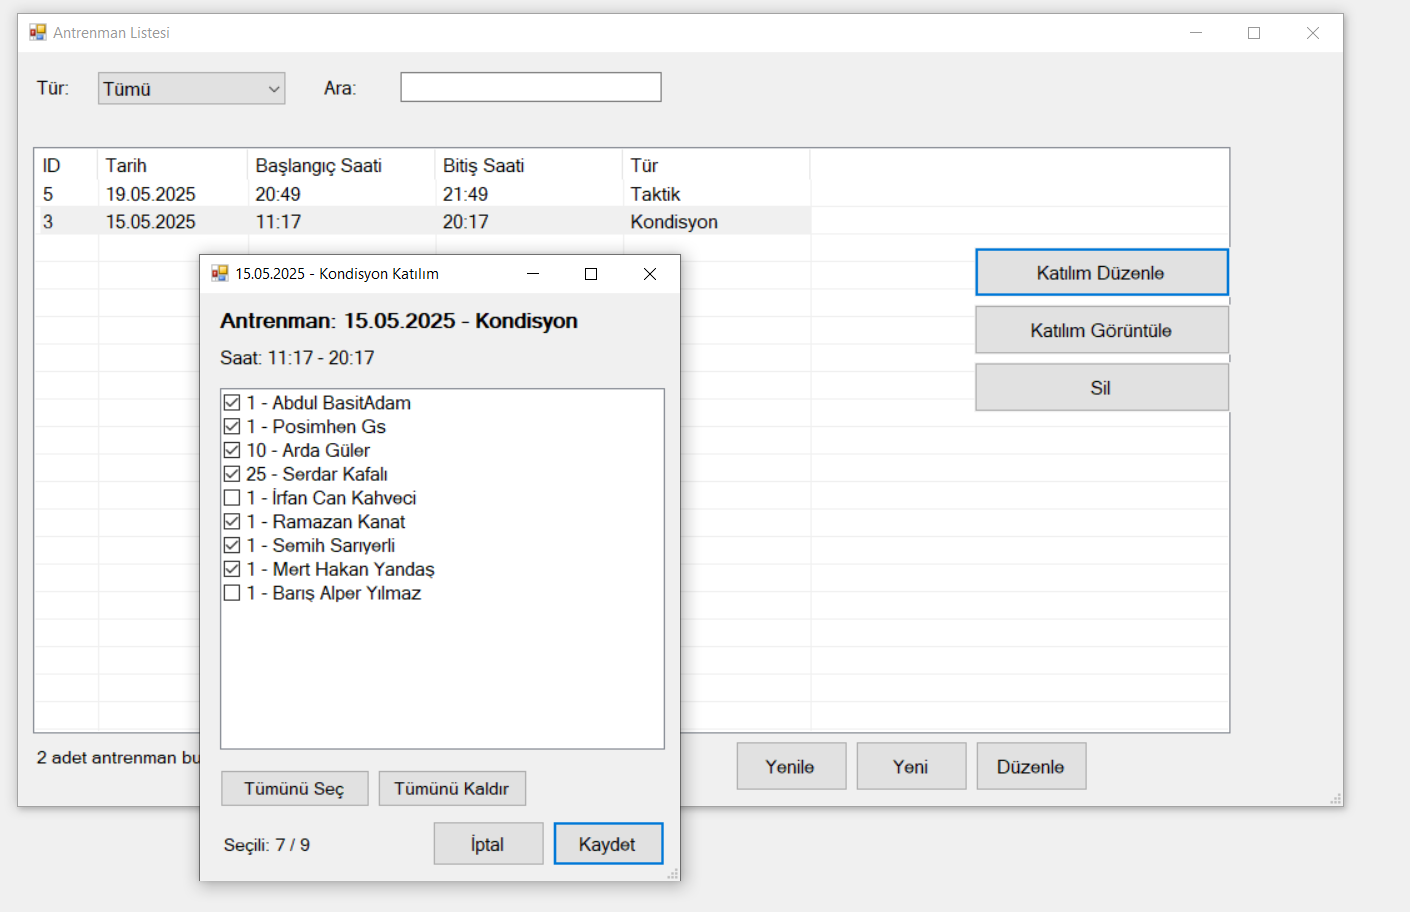 Antrenman Listesi
Tür: Tümü Ara:
ID Tarih Başlangıç Saati Bitiş Saati Tür
5 19.05.2025 20:49 21:49 Taktik
3 15.05.2025 11:17 20:17 Kondisyon
Katılım Düzenle
Katılım Görüntüle
Sil
15.05.2025 - Kondisyon Katılım
Antrenman: 15.05.2025 - Kondisyon
Saat: 11:17 - 20:17
1 - Abdul BasitAdam
1 - Posimhen Gs
10 - Arda Güler
25 - Serdar Kafalı
1 - İrfan Can Kahveci
1 - Ramazan Kanat
1 - Semih Sarıyerli
1 - Mert Hakan Yandaş
1 - Barış Alper Yılmaz
Tümünü Seç Tümünü Kaldır
Seçili: 7 / 9 İptal Kaydet
2 adet antrenman bu
Yenile Yeni Düzenle